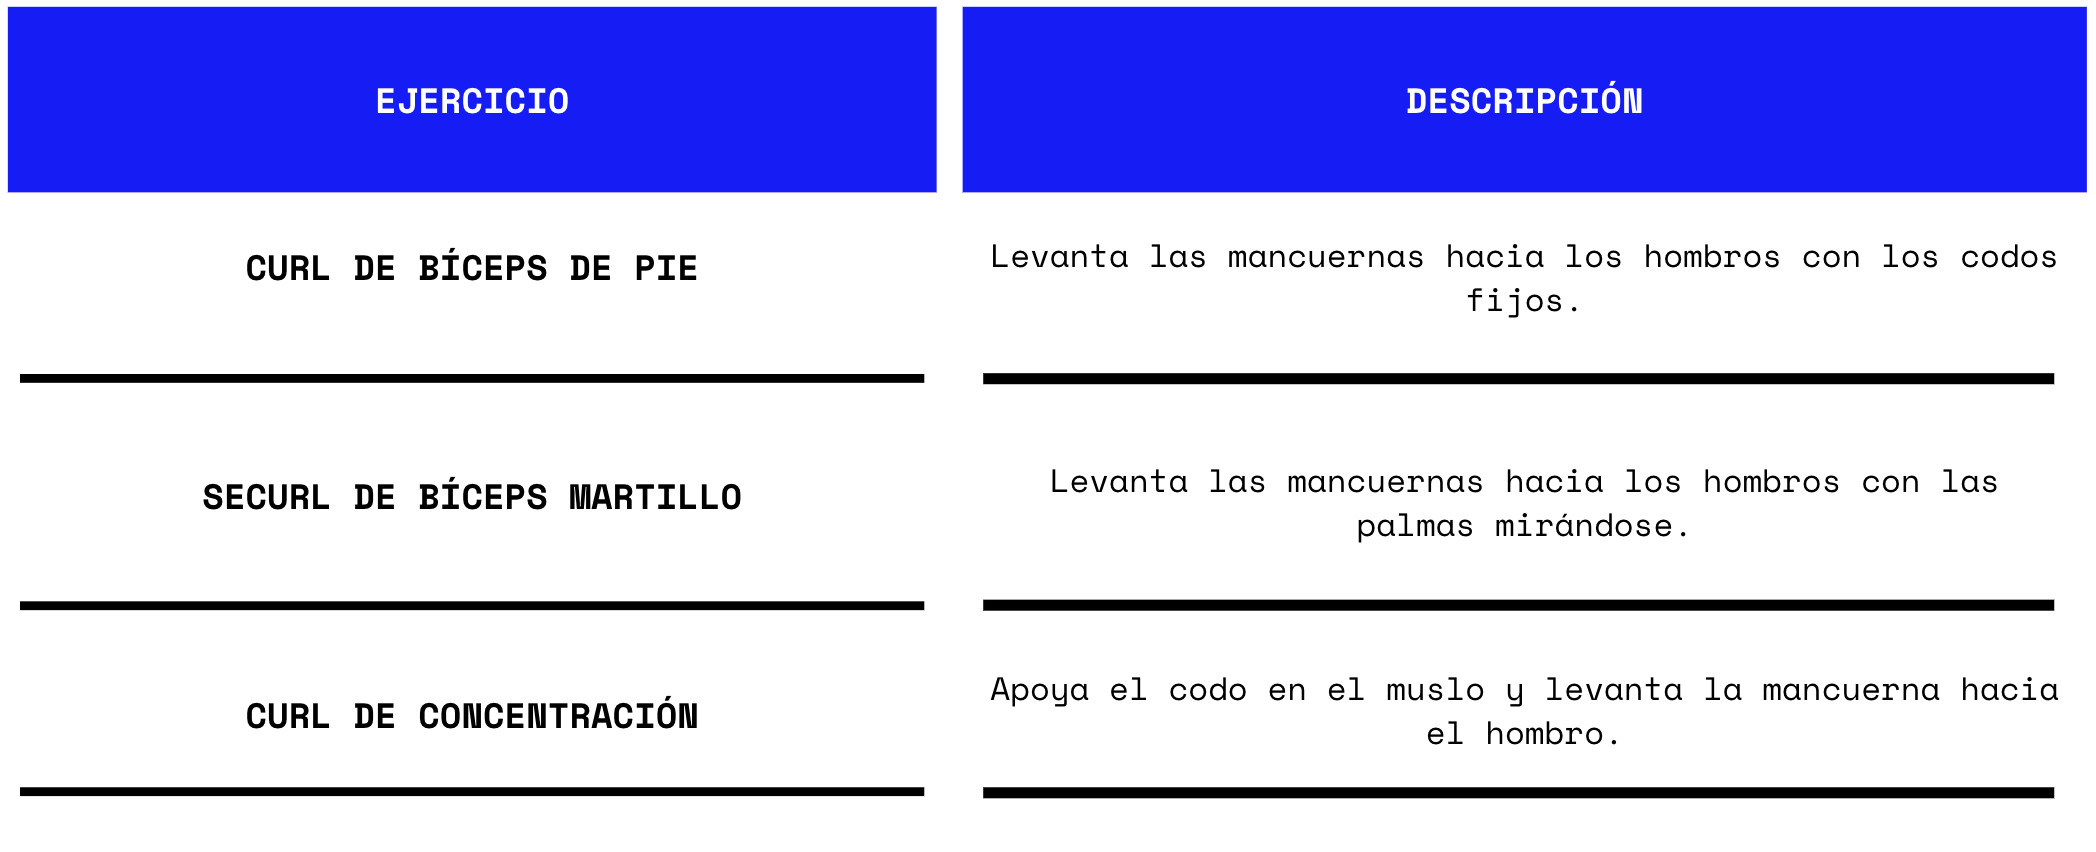 EJERCICIO
DESCRIPCIÓN
CURL DE BÍCEPS DE PIE
Levanta las mancuernas hacia los hombros con los codos
fijos.
SECURL DE BÍCEPS MARTILLO
Levanta las mancuernas hacia los hombros con las
palmas mirándose.
CURL DE CONCENTRACIÓN
Apoya el codo en el muslo y levanta la mancuerna hacia
el hombro.